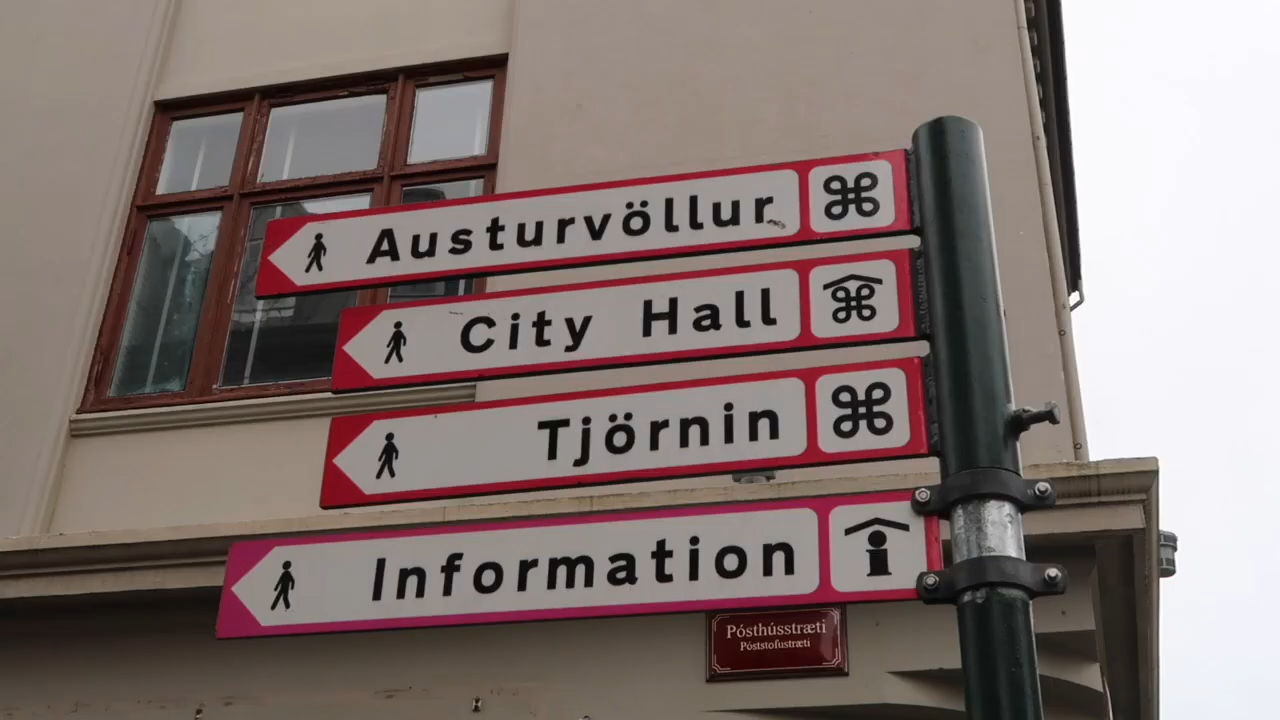 Austurvöllur
City Hall
Tjörnin
Information
Pósthússtræti
Póststofustræti